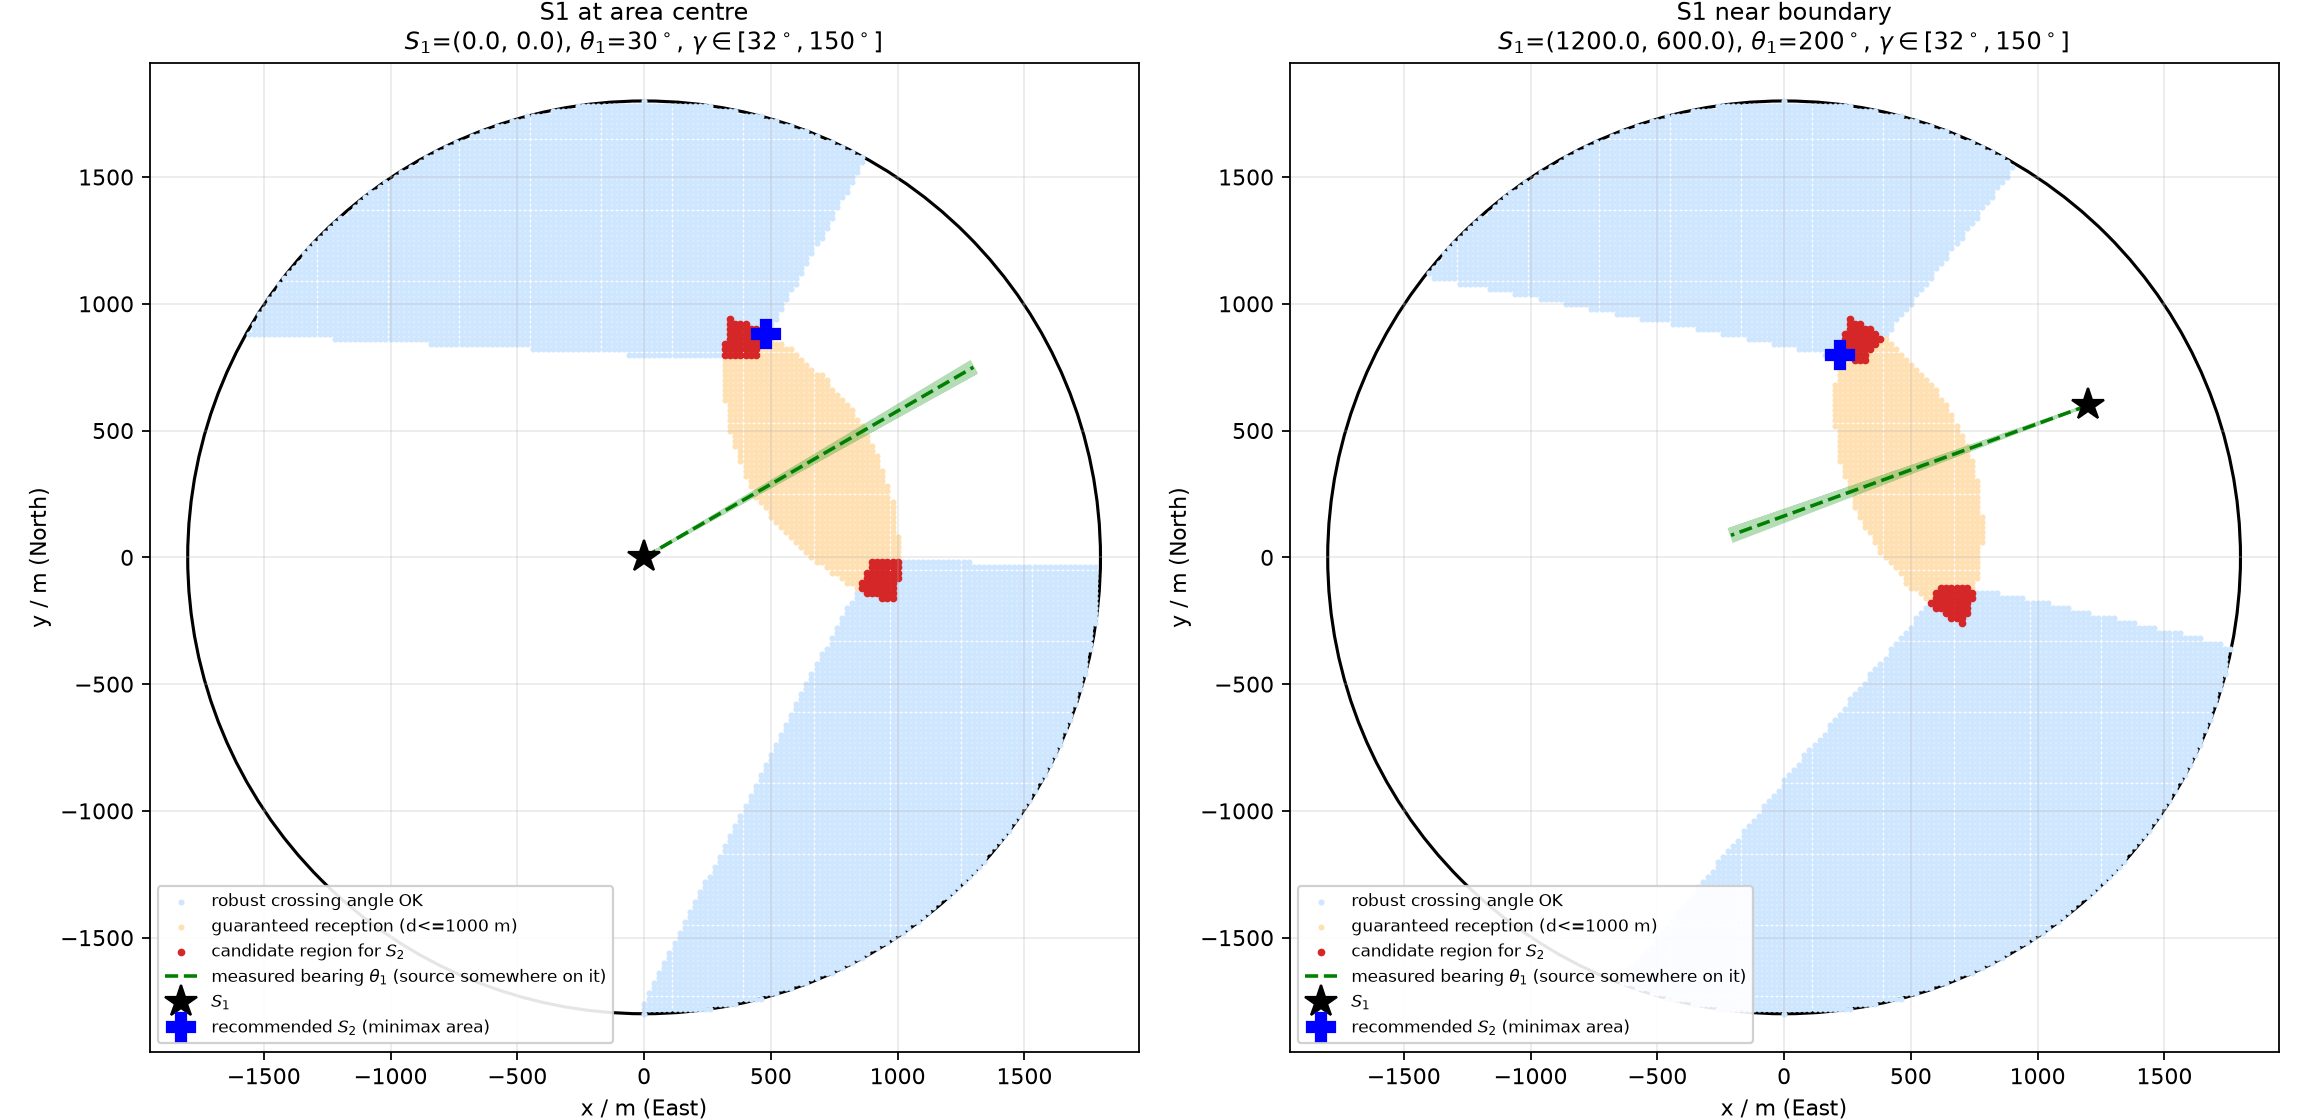 S1 at area centre
S₁=(0.0, 0.0), θ₁=30°, γ∈[32°, 150°]
y / m (North)
1500
1000
500
0
−500
−1000
−1500
robust crossing angle OK
guaranteed reception (d<=1000 m)
candidate region for S₂
measured bearing θ₁ (source somewhere on it)
S₁
recommended S₂ (minimax area)
−1500
−1000
−500
0
500
1000
1500
x / m (East)
S1 near boundary
S₁=(1200.0, 600.0), θ₁=200°, γ∈[32°, 150°]
y / m (North)
1500
1000
500
0
−500
−1000
−1500
robust crossing angle OK
guaranteed reception (d<=1000 m)
candidate region for S₂
measured bearing θ₁ (source somewhere on it)
S₁
recommended S₂ (minimax area)
−1500
−1000
−500
0
500
1000
1500
x / m (East)